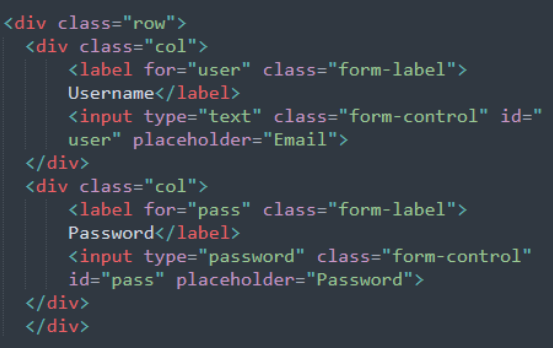 <div class="row">
<div class="col">
<label for="user" class="form-label">
Username</label>
<input type="text" class="form-control" id="
user" placeholder="Email">
</div>
<div class="col">
<label for="pass" class="form-label">
Password</label>
<input type="password" class="form-control"
id="pass" placeholder="Password">
</div>
</div>